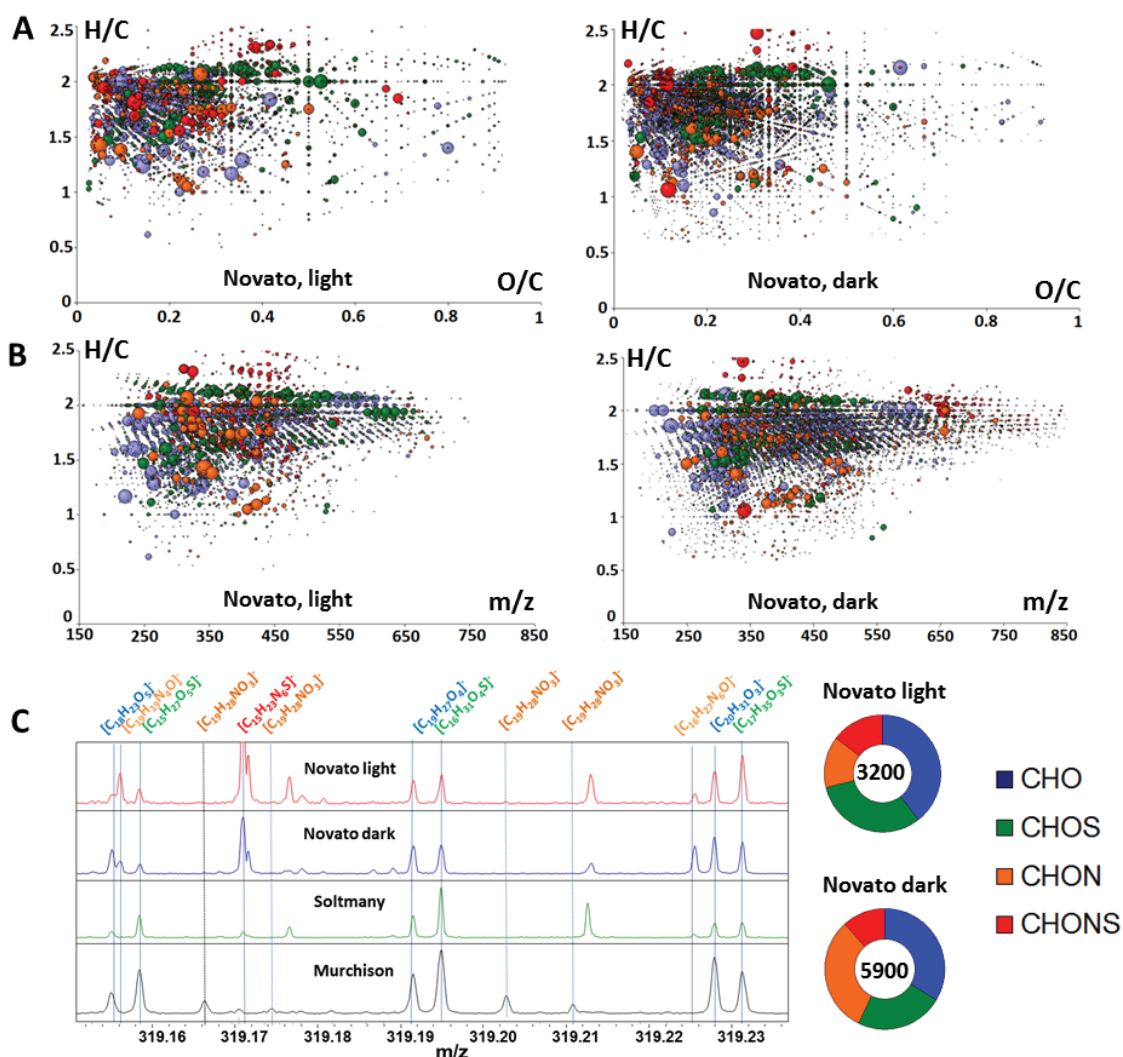 A
H/C
2.5
2
1.5
1
0.5
0
Novato, light
O/C
0 0.2 0.4 0.6 0.8 1
H/C
2.5
2
1.5
1
0.5
0
Novato, dark
O/C
0 0.2 0.4 0.6 0.8 1
B
H/C
2.5
2
1.5
1
0.5
0
Novato, light
m/z
150 250 350 450 550 650 750 850
H/C
2.5
2
1.5
1
0.5
0
Novato, dark
m/z
150 250 350 450 550 650 750 850
C
[C₁₈H₂₃O₅]⁻
[C₁₉H₁₉N₄O]⁻
[C₁₅H₂₇O₅S]⁻
[C₁₉H₂₈NO₃]⁻
[C₁₅H₂₃N₆S]⁻
[C₁₉H₂₈NO₃]⁻
[C₁₉H₂₇O₄]⁻
[C₁₆H₃₁O₄S]⁻
[C₁₉H₂₈NO₃]⁻
[C₁₉H₂₈NO₃]⁻
[C₁₆H₂₇N₆O]⁻
[C₂₀H₃₁O₃]⁻
[C₁₇H₃₅O₃S]⁻
Novato light
Novato dark
Soltmany
Murchison
319.16 319.17 319.18 319.19 319.20 319.21 319.22 319.23
m/z
Novato light
3200
Novato dark
5900
CHO
CHOS
CHON
CHONS